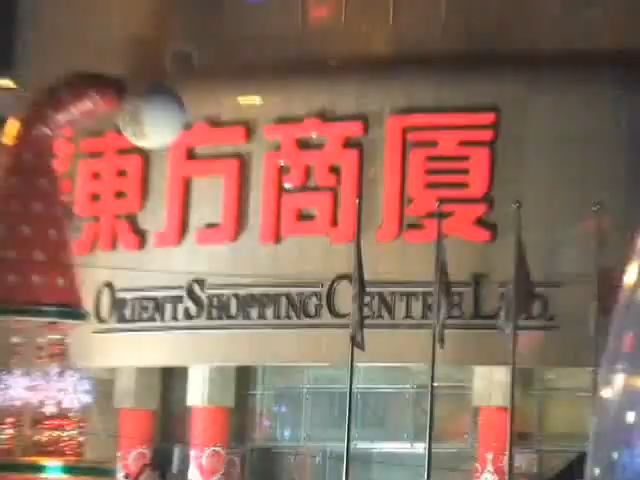 東方商厦
ORIENT SHOPPING CENTRE LTD.